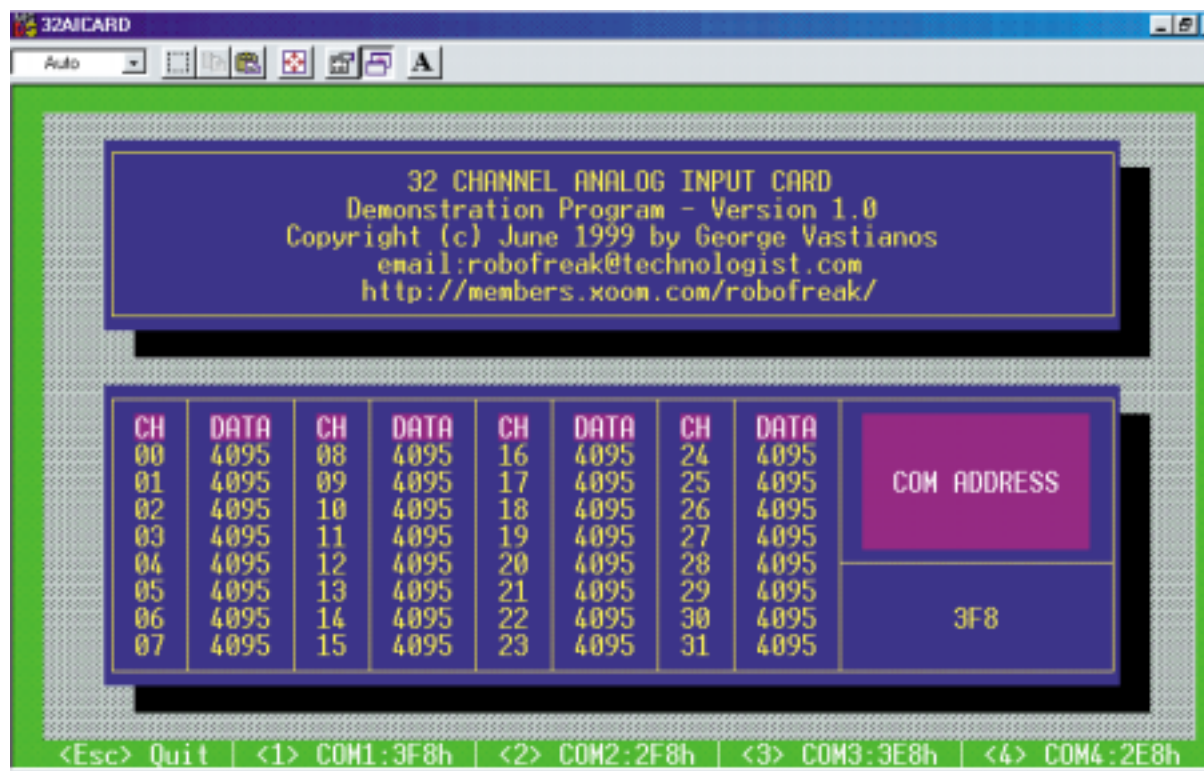 32AICARD
Auto
A
32 CHANNEL ANALOG INPUT CARD
Demonstration Program - Version 1.0
Copyright (c) June 1999 by George Vastianos
email:robofreak@technologist.com
http://members.xoom.com/robofreak/
CH DATA CH DATA CH DATA CH DATA
00 4095 08 4095 16 4095 24 4095
01 4095 09 4095 17 4095 25 4095
02 4095 10 4095 18 4095 26 4095
03 4095 11 4095 19 4095 27 4095
04 4095 12 4095 20 4095 28 4095
05 4095 13 4095 21 4095 29 4095
06 4095 14 4095 22 4095 30 4095
07 4095 15 4095 23 4095 31 4095
COM ADDRESS
3F8
<Esc> Quit | <1> COM1:3F8h | <2> COM2:2F8h | <3> COM3:3E8h | <4> COM4:2E8h